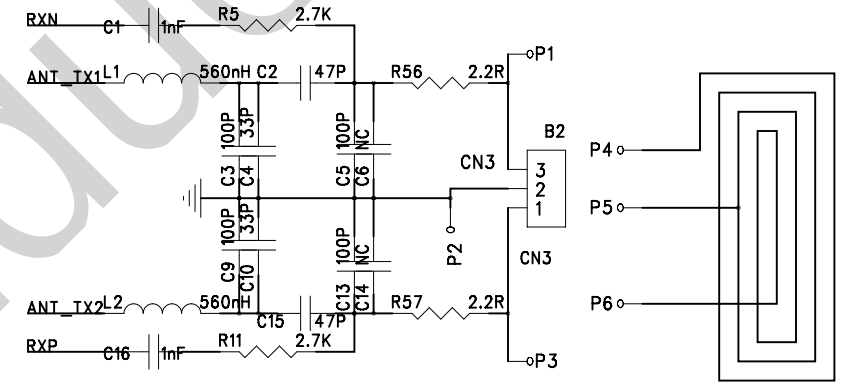 RXN C1 1nF R5 2.7K
ANT_TX1 L1 560nH C2 47P R56 2.2R P1
100P 33P 100P NC
C3 C4 C5 C6
CN3 B2
3
2
1
P2
CN3
100P 33P 100P NC
C9 C10 C13 C14
ANT_TX2 L2 560nH C15 47P R57 2.2R
RXP C16 1nF R11 2.7K P3
P4
P5
P6